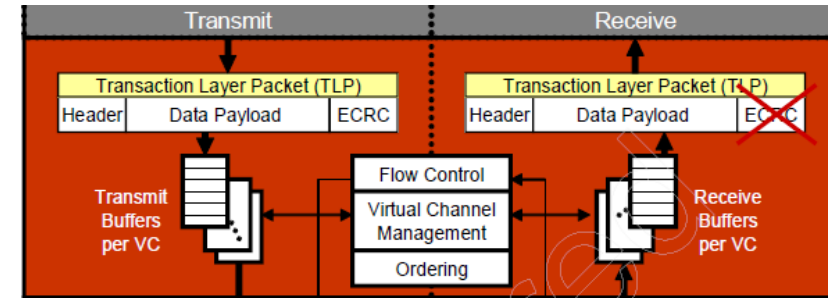 Transmit
Receive
Transaction Layer Packet (TLP)
Header Data Payload ECRC
Transaction Layer Packet (TLP)
Header Data Payload ECRC
Transmit
Buffers
per VC
Flow Control
Virtual Channel
Management
Ordering
Receive
Buffers
per VC